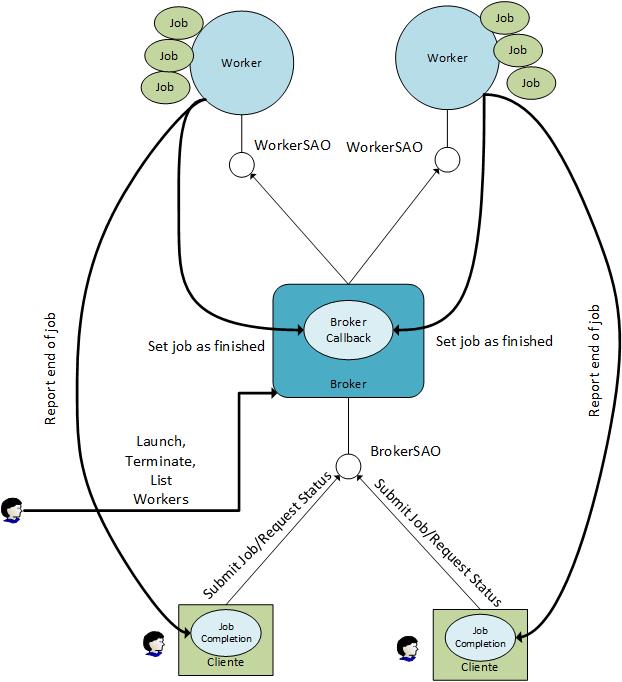 Job
Job
Job
Worker
Worker
Job
Job
Job
WorkerSAO
WorkerSAO
Broker
Callback
Broker
Set job as finished
Set job as finished
Report end of job
Report end of job
Launch,
Terminate,
List
Workers
BrokerSAO
Submit Job/Request Status
Submit Job/Request Status
Job
Completion
Cliente
Job
Completion
Cliente